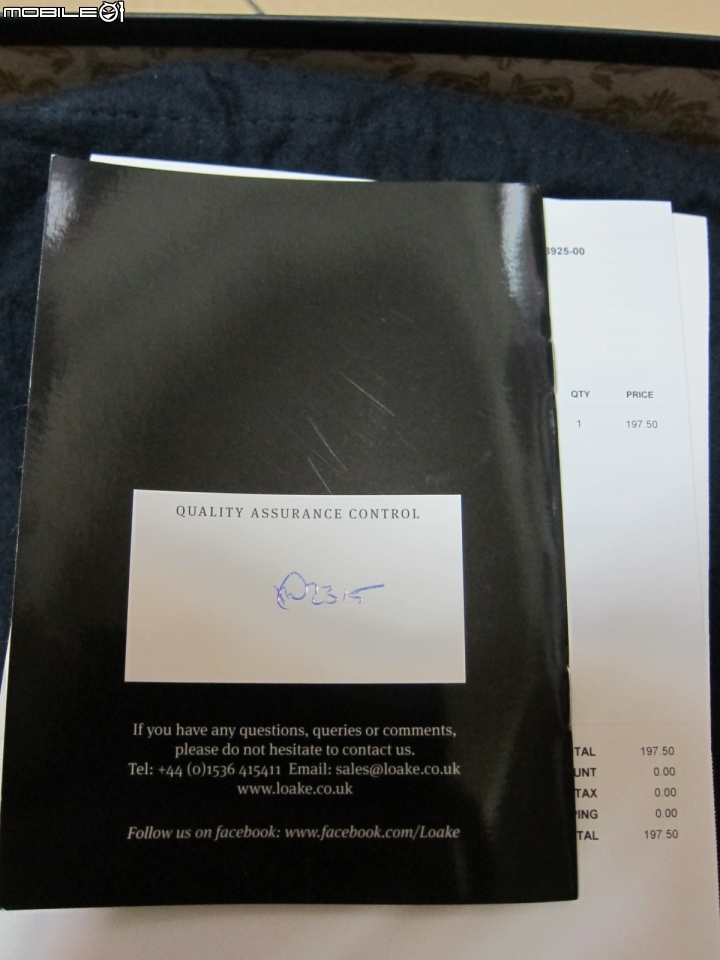 MOBILE01
3925-00
QTY PRICE
1 197.50
QUALITY ASSURANCE CONTROL
If you have any questions, queries or comments,
please do not hesitate to contact us.
Tel: +44 (0)1536 415411 Email: sales@loake.co.uk
www.loake.co.uk
Follow us on facebook: www.facebook.com/Loake
TAL 197.50
UNT 0.00
TAX 0.00
PING 0.00
TAL 197.50